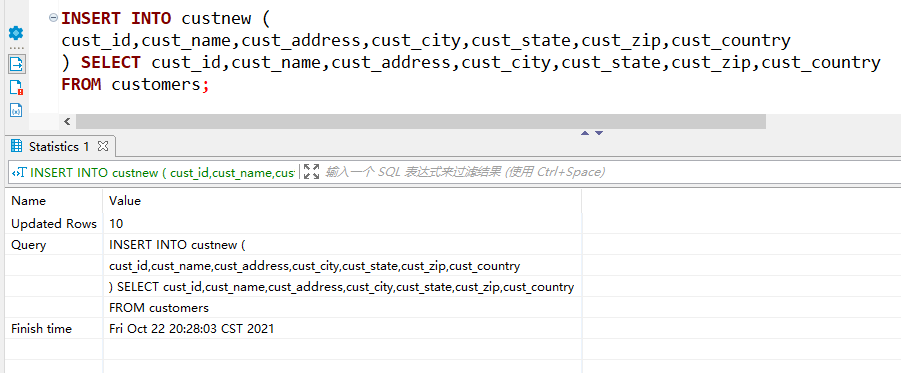 INSERT INTO custnew (
cust_id,cust_name,cust_address,cust_city,cust_state,cust_zip,cust_country
) SELECT cust_id,cust_name,cust_address,cust_city,cust_state,cust_zip,cust_country
FROM customers;
Statistics 1
INSERT INTO custnew ( cust_id,cust_name,cus
输入一个 SQL 表达式来过滤结果 (使用 Ctrl+Space)
Name Value
Updated Rows 10
Query INSERT INTO custnew (
cust_id,cust_name,cust_address,cust_city,cust_state,cust_zip,cust_country
) SELECT cust_id,cust_name,cust_address,cust_city,cust_state,cust_zip,cust_country
FROM customers
Finish time Fri Oct 22 20:28:03 CST 2021